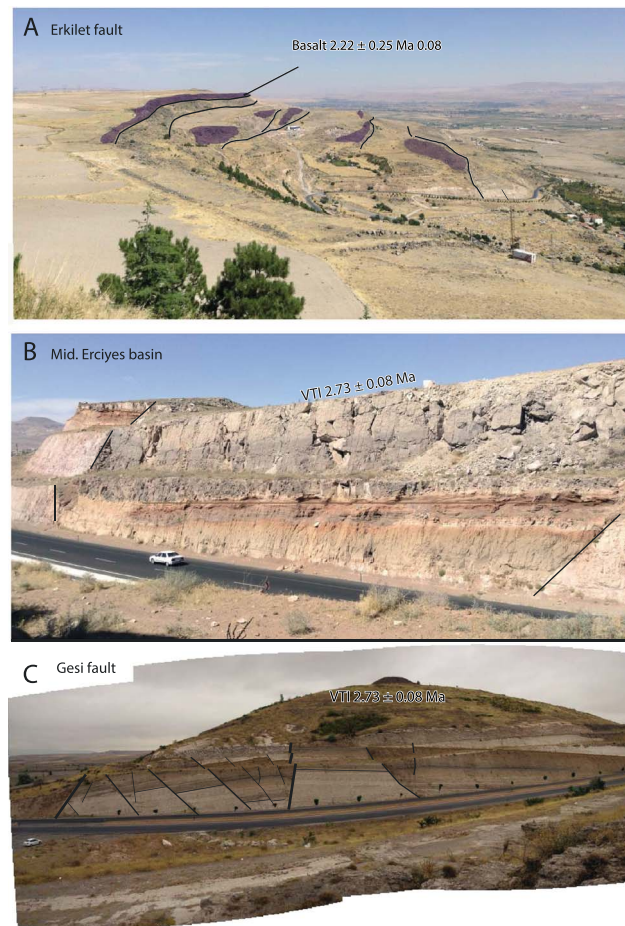 A Erkilet fault
Basalt 2.22 ± 0.25 Ma 0.08
B Mid. Erciyes basin
VTI 2.73 ± 0.08 Ma
C Gesi fault
VTI 2.73 ± 0.08 Ma